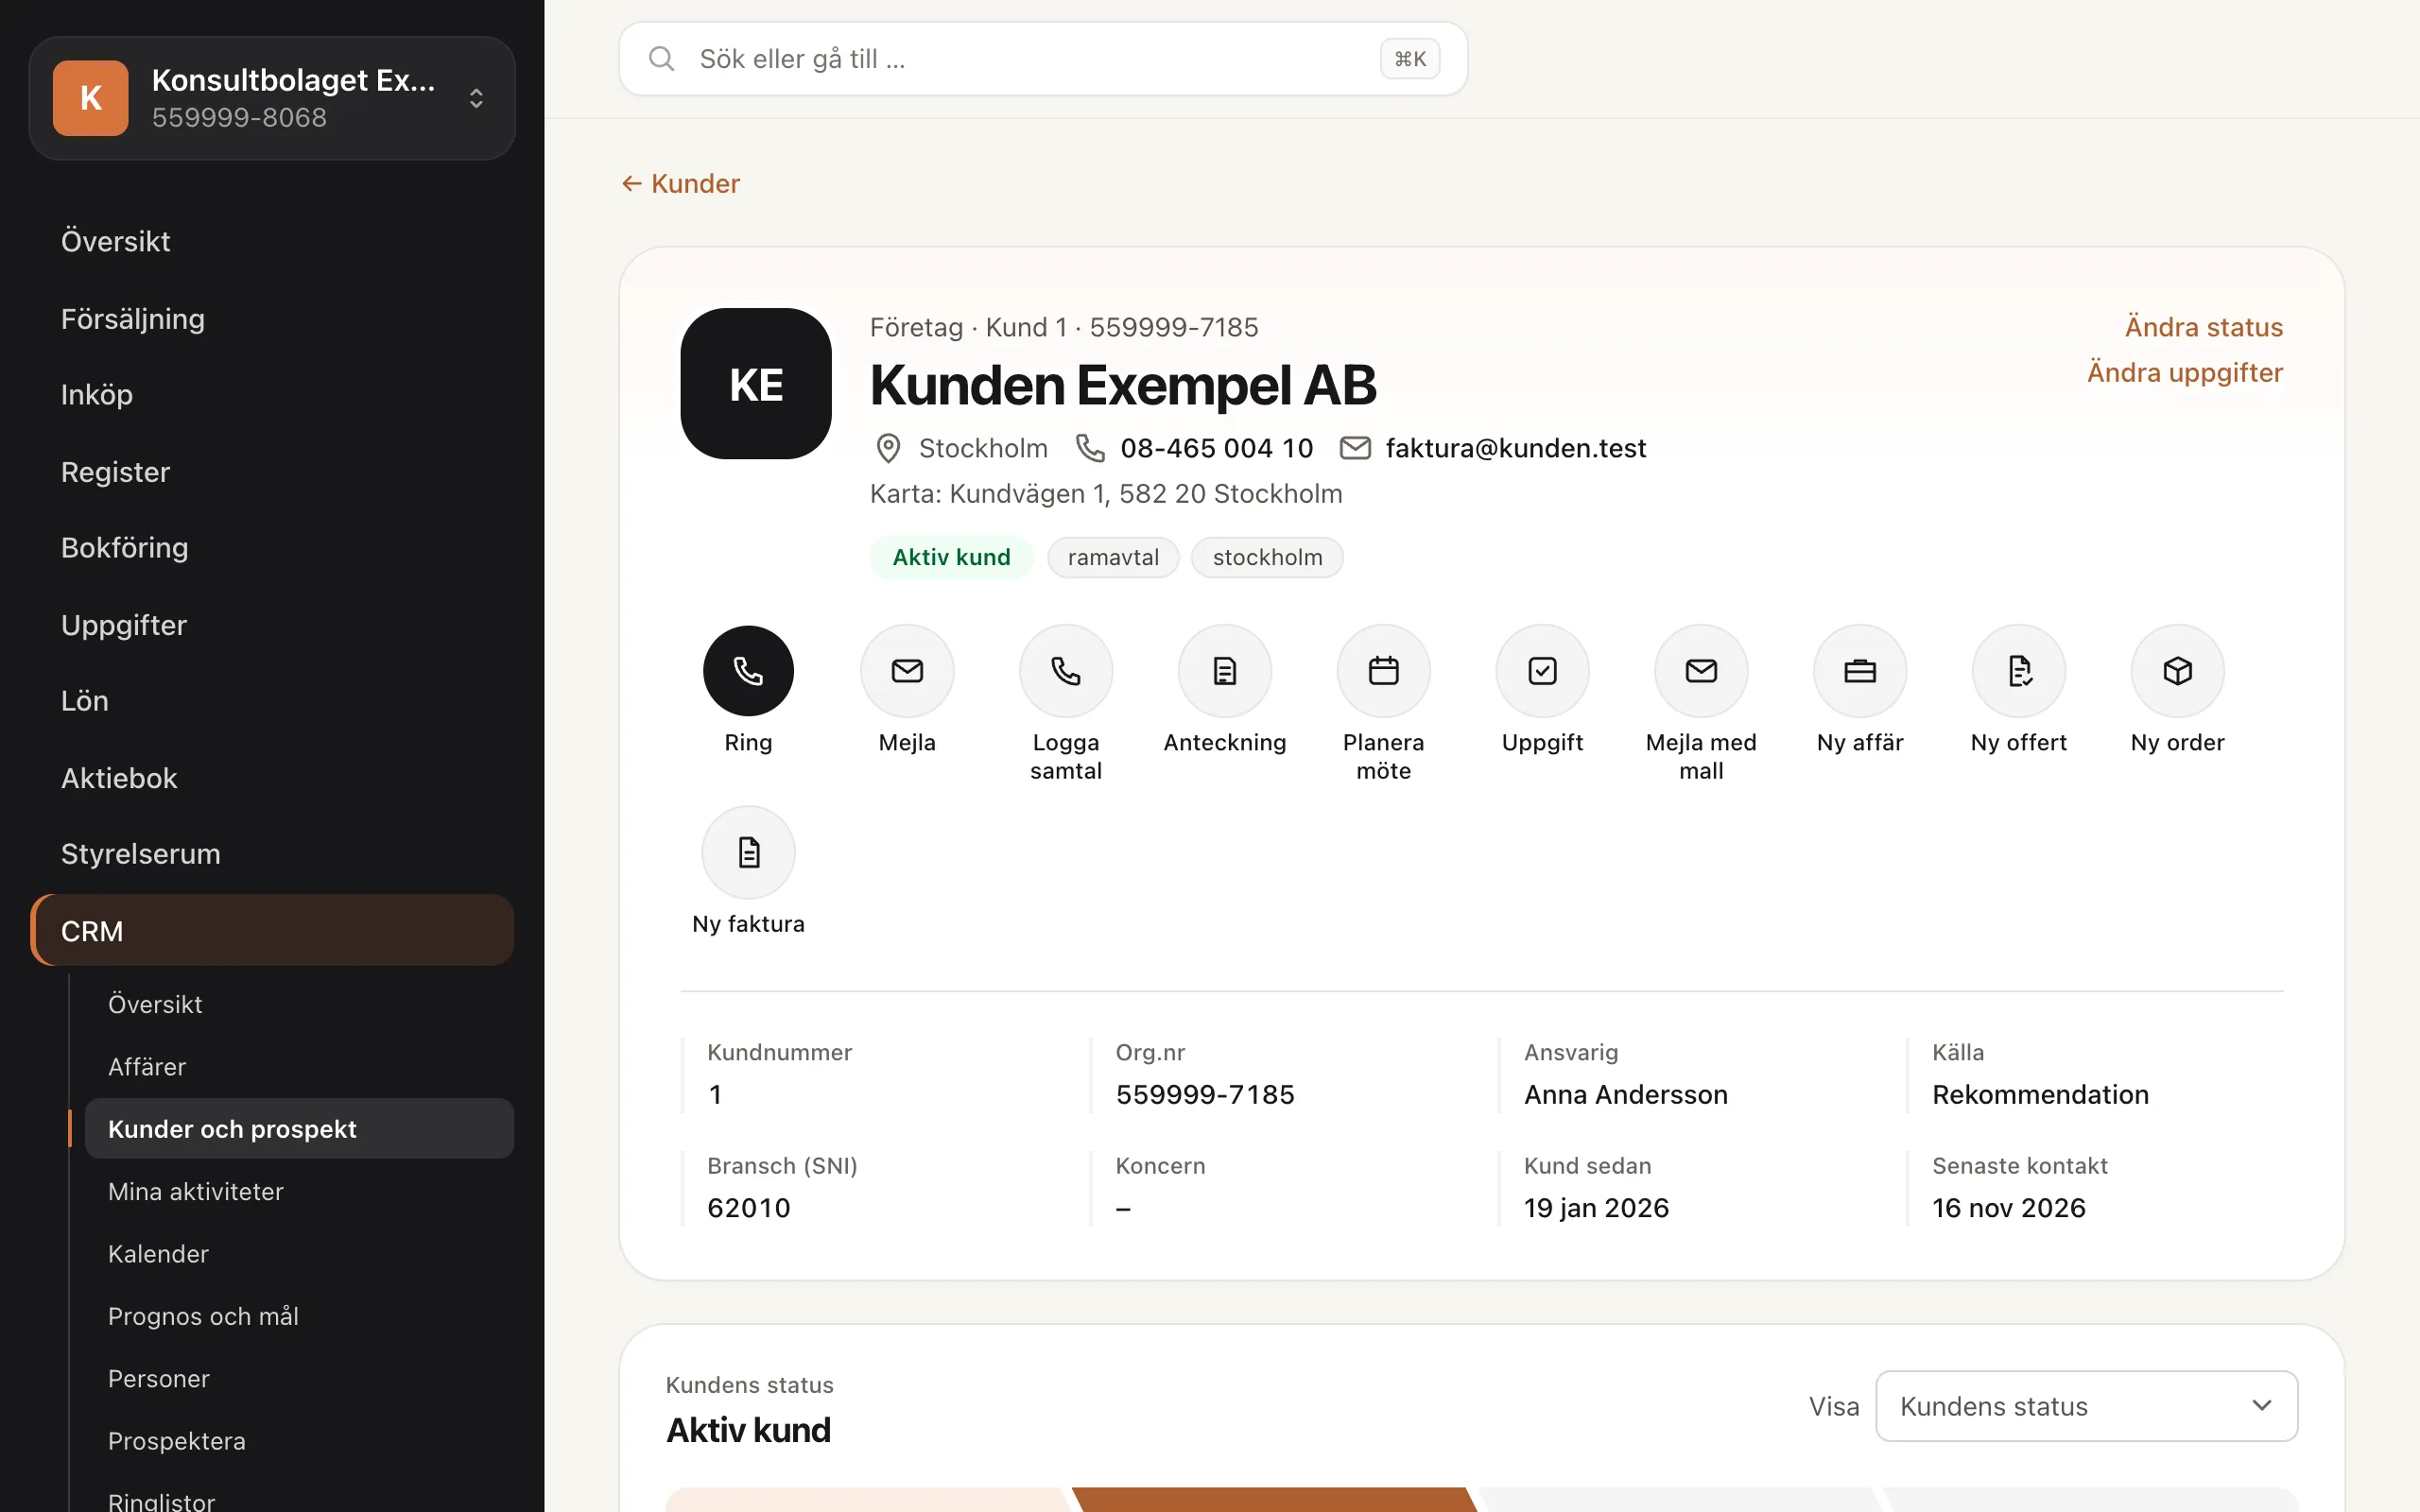 K
Konsultbolaget Ex...
559999-8068
Översikt
Försäljning
Inköp
Register
Bokföring
Uppgifter
Lön
Aktiebok
Styrelserum
CRM
Översikt
Affärer
Kunder och prospekt
Mina aktiviteter
Kalender
Prognos och mål
Personer
Prospektera
Ringlistor
Sök eller gå till ...
⌘K
← Kunder
KE
Företag · Kund 1 · 559999-7185
Kunden Exempel AB
Stockholm 08-465 004 10 faktura@kunden.test
Karta: Kundvägen 1, 582 20 Stockholm
Aktiv kund ramavtal stockholm
Ändra status
Ändra uppgifter
Ring
Mejla
Logga
samtal
Anteckning
Planera
möte
Uppgift
Mejla med
mall
Ny affär
Ny offert
Ny order
Ny faktura
Kundnummer
1
Org.nr
559999-7185
Ansvarig
Anna Andersson
Källa
Rekommendation
Bransch (SNI)
62010
Koncern
–
Kund sedan
19 jan 2026
Senaste kontakt
16 nov 2026
Kundens status
Aktiv kund
Visa
Kundens status